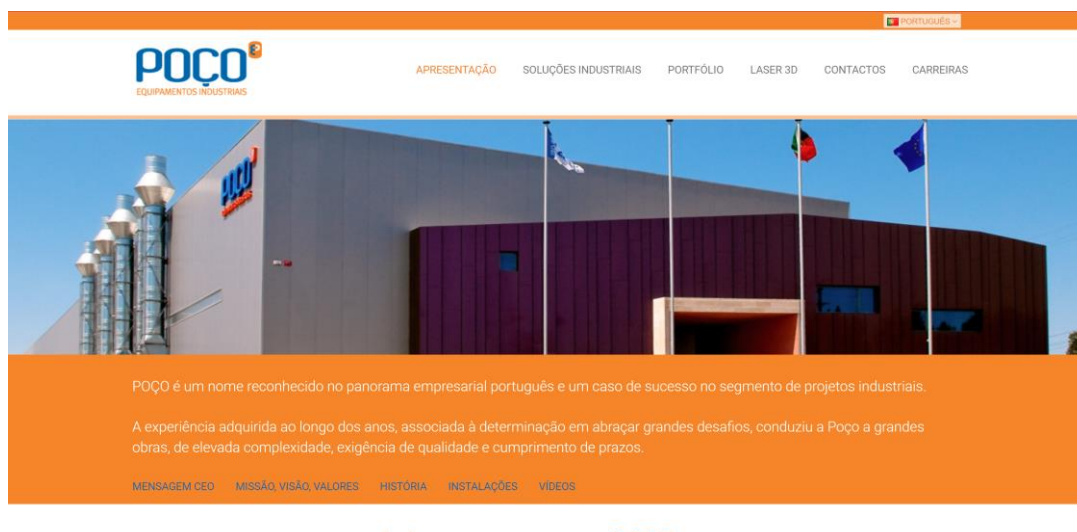 PORTUGUÊS
POÇO
EQUIPAMENTOS INDUSTRIAIS
APRESENTAÇÃO SOLUÇÕES INDUSTRIAIS PORTFÓLIO LASER 3D CONTACTOS CARREIRAS
POÇO
POÇO é um nome reconhecido no panorama empresarial português e um caso de sucesso no segmento de projetos industriais.
A experiência adquirida ao longo dos anos, associada à determinação em abraçar grandes desafios, conduziu a Poço a grandes
obras, de elevada complexidade, exigência de qualidade e cumprimento de prazos.
MENSAGEM CEO MISSÃO, VISÃO, VALORES HISTÓRIA INSTALAÇÕES VÍDEOS